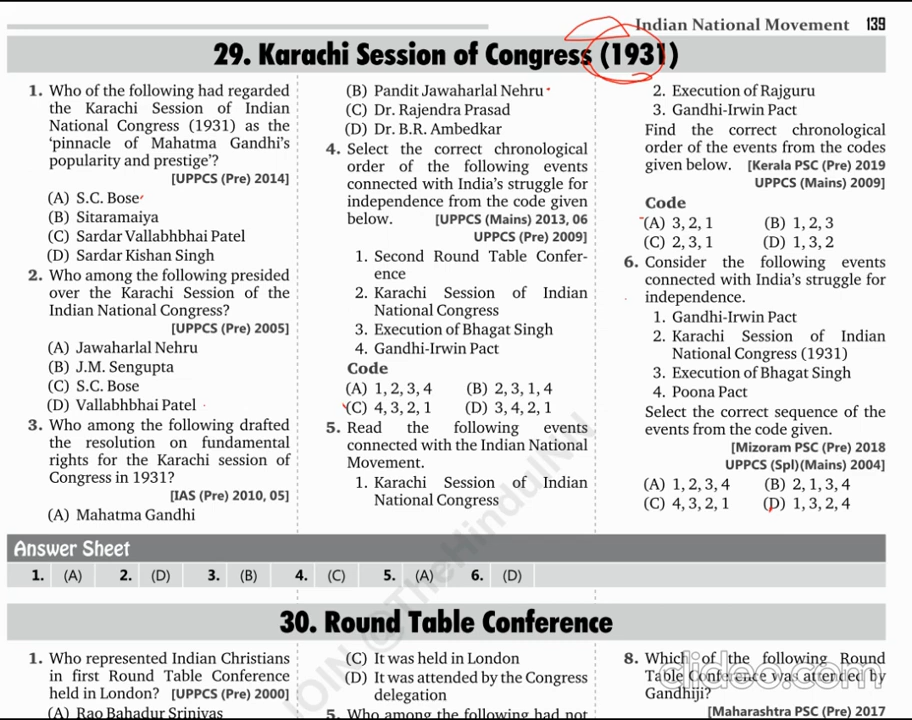 Indian National Movement 139
29. Karachi Session of Congress (1931)
1. Who of the following had regarded
the Karachi Session of Indian
National Congress (1931) as the
‘pinnacle of Mahatma Gandhi’s
popularity and prestige’?
[UPPCS (Pre) 2014]
(A) S.C. Bose
(B) Sitaramaiya
(C) Sardar Vallabhbhai Patel
(D) Sardar Kishan Singh
2. Who among the following presided
over the Karachi Session of the
Indian National Congress?
[UPPCS (Pre) 2005]
(A) Jawaharlal Nehru
(B) J.M. Sengupta
(C) S.C. Bose
(D) Vallabhbhai Patel
3. Who among the following drafted
the resolution on fundamental
rights for the Karachi session of
Congress in 1931?
[IAS (Pre) 2010, 05]
(A) Mahatma Gandhi
(B) Pandit Jawaharlal Nehru
(C) Dr. Rajendra Prasad
(D) Dr. B.R. Ambedkar
4. Select the correct chronological
order of the following events
connected with India’s struggle for
independence from the code given
below. [UPPCS (Mains) 2013, 06
UPPCS (Pre) 2009]
1. Second Round Table Confer-
ence
2. Karachi Session of Indian
National Congress
3. Execution of Bhagat Singh
4. Gandhi-Irwin Pact
Code
(A) 1, 2, 3, 4 (B) 2, 3, 1, 4
(C) 4, 3, 2, 1 (D) 3, 4, 2, 1
5. Read the following events
connected with the Indian National
Movement.
1. Karachi Session of Indian
National Congress
2. Execution of Rajguru
3. Gandhi-Irwin Pact
Find the correct chronological
order of the events from the codes
given below. [Kerala PSC (Pre) 2019
UPPCS (Mains) 2009]
Code
(A) 3, 2, 1 (B) 1, 2, 3
(C) 2, 3, 1 (D) 1, 3, 2
6. Consider the following events
connected with India’s struggle for
independence.
1. Gandhi-Irwin Pact
2. Karachi Session of Indian
National Congress (1931)
3. Execution of Bhagat Singh
4. Poona Pact
Select the correct sequence of the
events from the code given.
[Mizoram PSC (Pre) 2018
UPPCS (Spl)(Mains) 2004]
(A) 1, 2, 3, 4 (B) 2, 1, 3, 4
(C) 4, 3, 2, 1 (D) 1, 3, 2, 4
Answer Sheet
1. (A) 2. (D) 3. (B) 4. (C) 5. (A) 6. (D)
30. Round Table Conference
1. Who represented Indian Christians
in first Round Table Conference
held in London? [UPPCS (Pre) 2000]
(A) Rao Bahadur Srinivas
(C) It was held in London
(D) It was attended by the Congress
delegation
5. Who among the following had not
8. Which of the following Round
Table Conference was attended by
Gandhiji?
[Maharashtra PSC (Pre) 2017
JOIN @TheHinduINN
clideo.com